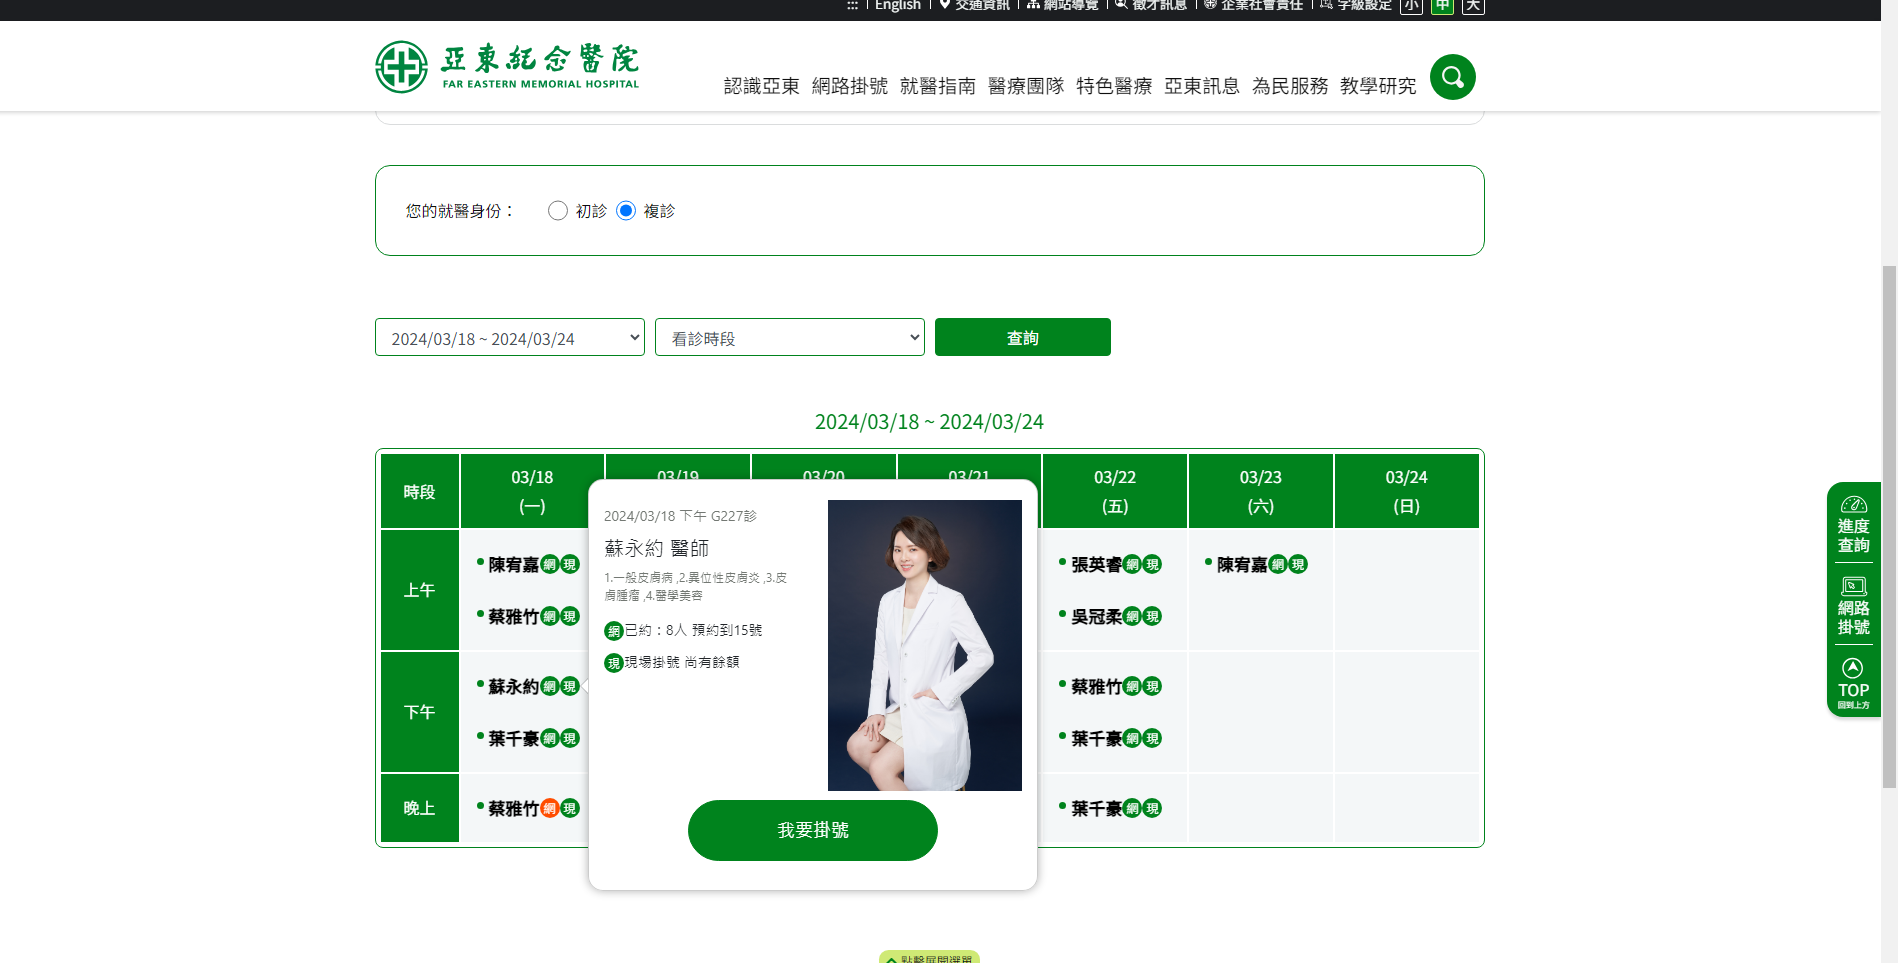 English 交通資訊 網站導覽 徵才訊息 企業社會責任 字級設定 小 中 大
亞東紀念醫院
FAR EASTERN MEMORIAL HOSPITAL
認識亞東 網路掛號 就醫指南 醫療團隊 特色醫療 亞東訊息 為民服務 教學研究
您的就醫身份： 初診 複診
2024/03/18 ~ 2024/03/24 看診時段 查詢
2024/03/18 ~ 2024/03/24
時段 03/18 03/19 03/20 03/21 03/22 03/23 03/24
(一) (五) (六) (日)
上午
陳宥嘉 網 現
蔡雅竹 網 現
張英睿 網 現
吳冠柔 網 現
陳宥嘉 網 現
下午
蘇永約 網 現
葉千豪 網 現
蔡雅竹 網 現
葉千豪 網 現
晚上
蔡雅竹 網 現
葉千豪 網 現
2024/03/18 下午 G227診
蘇永約 醫師
1.一般皮膚病 ,2.異位性皮膚炎 ,3.皮
膚腫瘤 ,4.醫學美容
網 已約：8人 預約到15號
現 現場掛號 尚有餘額
我要掛號
進度
查詢
網路
掛號
TOP
回到上方
點擊展開選單